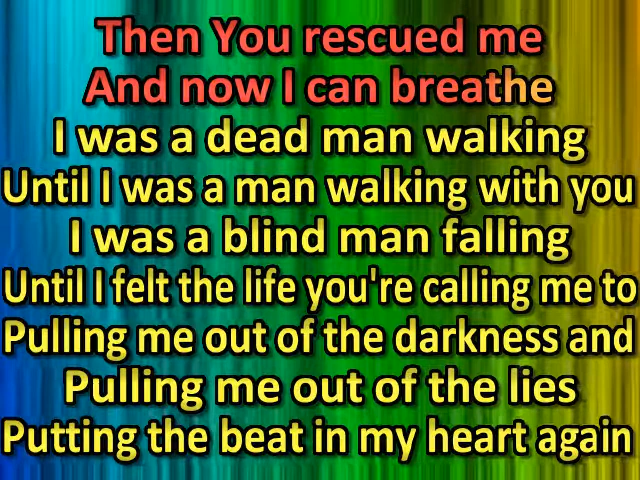 Then You rescued me
And now I can breathe
I was a dead man walking
Until I was a man walking with you
I was a blind man falling
Until I felt the life you're calling me to
Pulling me out of the darkness and
Pulling me out of the lies
Putting the beat in my heart again